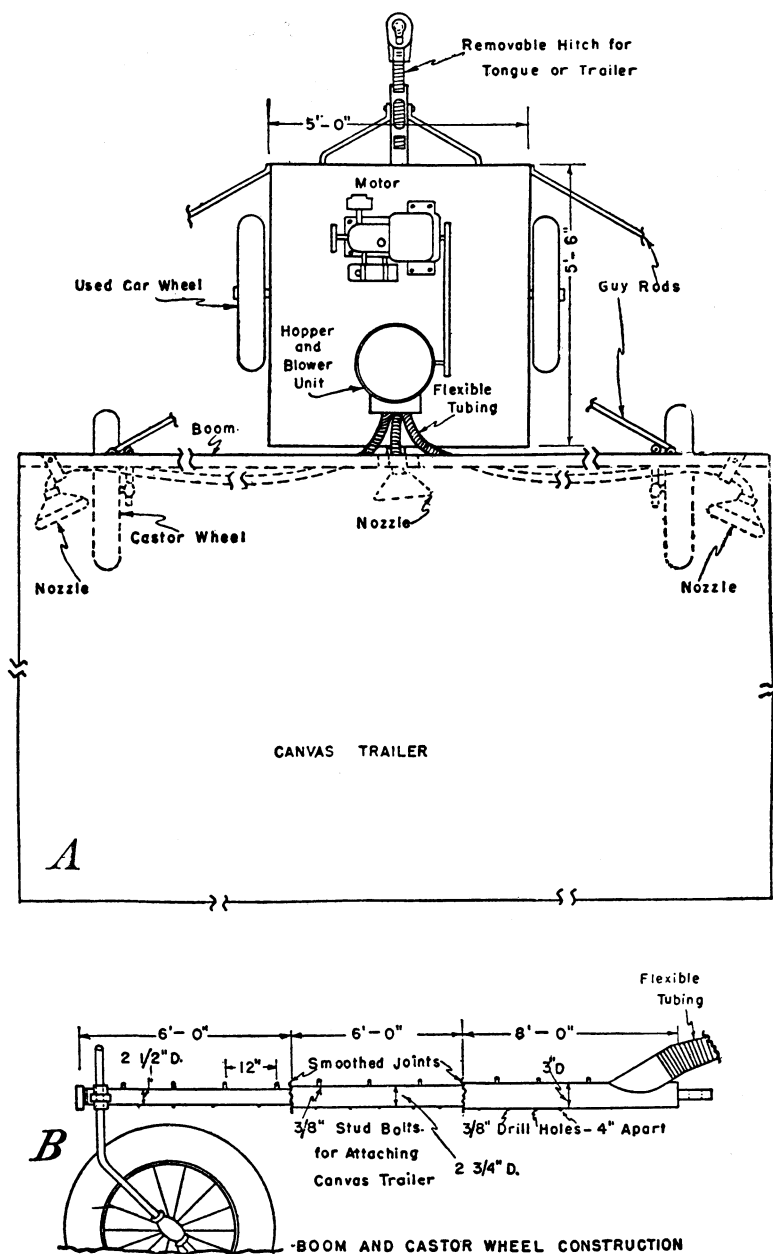 Removable Hitch for
Tongue or Trailer
5'-0"
Motor
5'-6"
Used Car Wheel
Guy Rods
Hopper
and
Blower
Unit
Flexible
Tubing
Boom
Nozzle
Castor Wheel
Nozzle
Nozzle
CANVAS TRAILER
A
Flexible
Tubing
6'-0"
6'-0"
8'-0"
2 1/2" D.
12"
Smoothed Joints
3"D
3/8" Stud Bolts
for Attaching
Canvas Trailer
3/8" Drill Holes-4" Apart
2 3/4" D.
B
-BOOM AND CASTOR WHEEL CONSTRUCTION